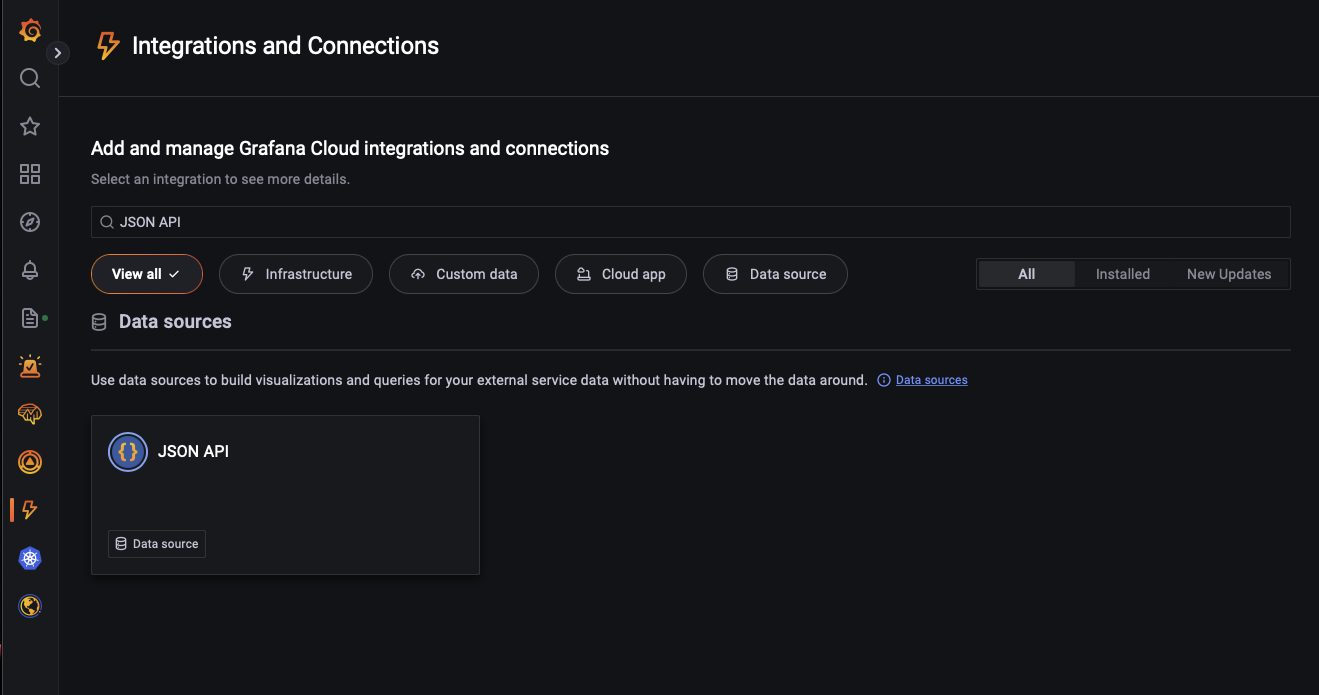 Integrations and Connections
Add and manage Grafana Cloud integrations and connections
Select an integration to see more details.
JSON API
View all
Infrastructure
Custom data
Cloud app
Data source
All
Installed
New Updates
Data sources
Use data sources to build visualizations and queries for your external service data without having to move the data around. Data sources
{} JSON API
Data source